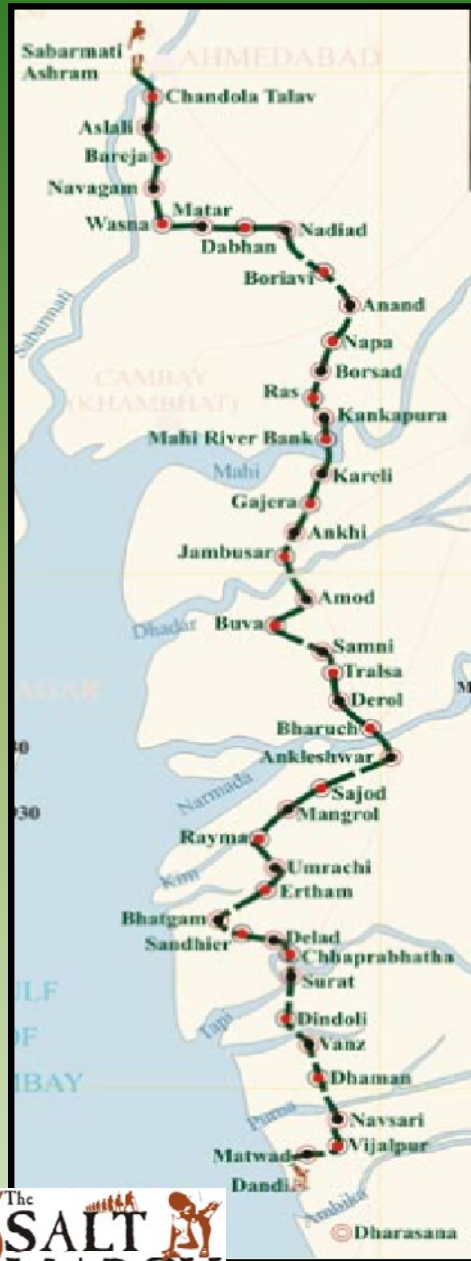 Sabarmati
Ashram
AHMEDABAD
Chandola Talav
Aslali
Bareja
Navagam
Matar
Wasna
Dabhan
Nadiad
Boriavi
Anand
Sabarmati
Napa
CAMBAY
(KHAMBHAT)
Borsad
Ras
Kankapura
Mahi River Bank
Mahi
Kareli
Gajera
Ankhi
Jambusar
Amod
Dhadar
Buva
Samni
Tralsa
Derol
M
Bharuch
30
Ankleshwar
Narmada
Sajod
Mangrol
930
Rayma
Kim
Umrachi
Ertham
Bhatgam
Sandhier
Delad
Chhaprabhatha
Surat
Tapi
Dindoli
Vanz
Dhaman
Purna
Navsari
Vijalpur
Matwad
Dandi
Ambika
Dharasana
The
SALT